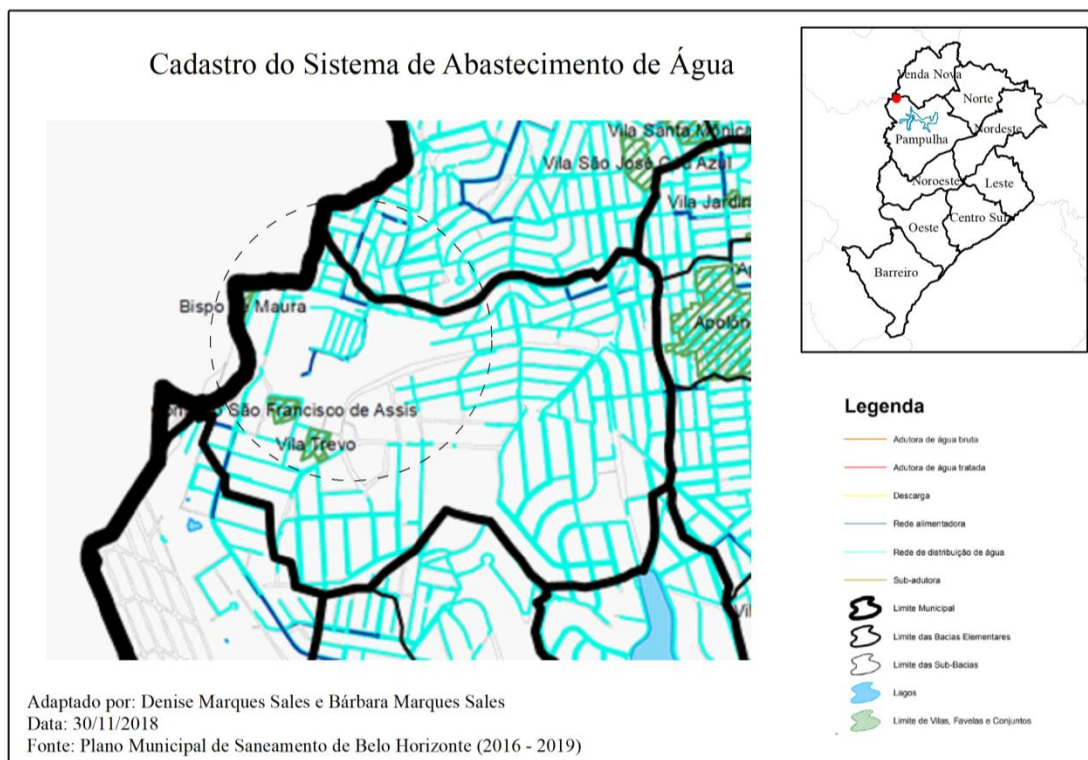 Cadastro do Sistema de Abastecimento de Água
Venda Nova
Norte
Nordeste
Pampulha
Noroeste
Leste
Centro Sul
Oeste
Barreiro
Vila Santa Mônica
Vila São José Céu Azul
Vila Jardim
Bispo de Maura
Apolôn
São Francisco de Assis
Vila Trevo
Legenda
Adutora de água bruta
Adutora de água tratada
Descarga
Rede alimentadora
Rede de distribuição de água
Sub-adutora
Limite Municipal
Limite das Bacias Elementares
Limite das Sub-Bacias
Lagos
Limite de Vilas, Favelas e Conjuntos
Adaptado por: Denise Marques Sales e Bárbara Marques Sales
Data: 30/11/2018
Fonte: Plano Municipal de Saneamento de Belo Horizonte (2016 - 2019)